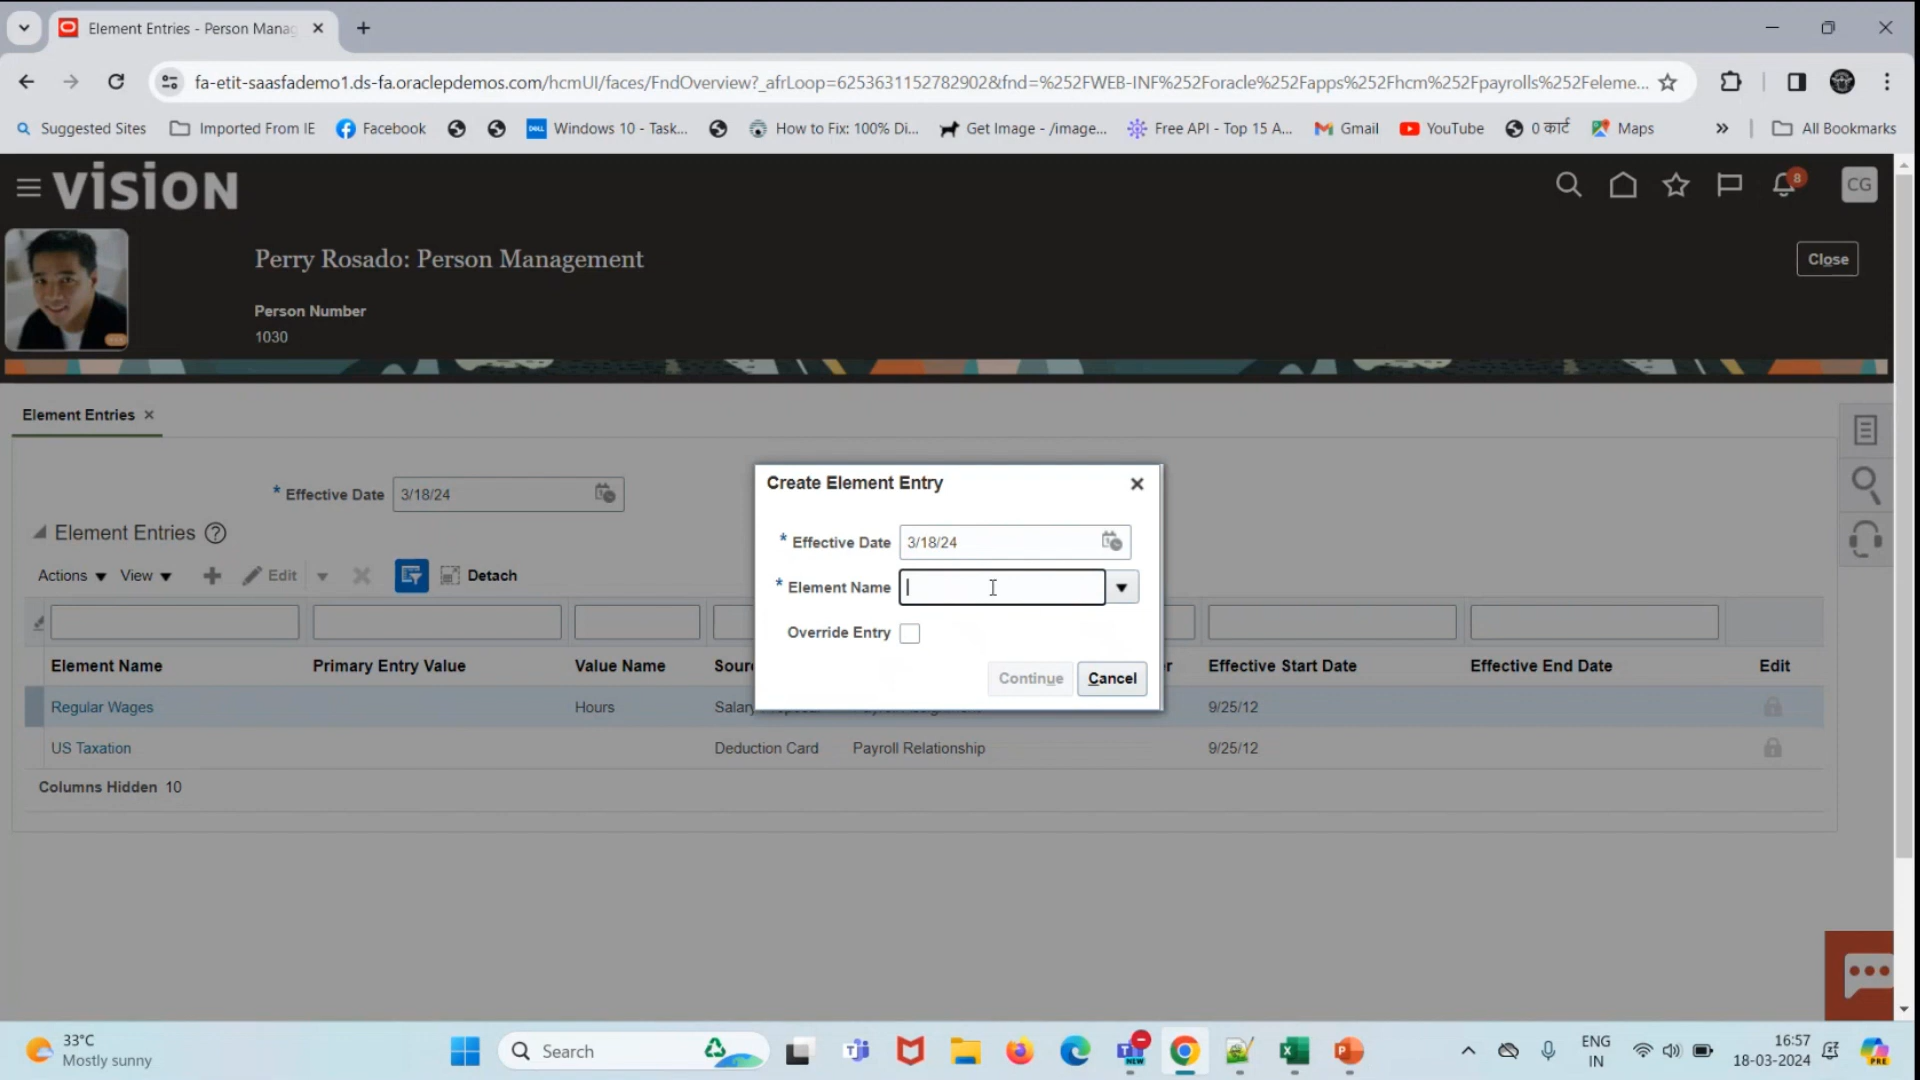 Element Entries - Person Manag
fa-etit-saasfademo1.ds-fa.oraclepdemos.com/hcmUI/faces/FndOverview?_afrLoop=6253631152782902&fnd=%252FWEB-INF%252Foracle%252Fapps%252Fhcm%252Fpayrolls%252Feleme...
Suggested Sites Imported From IE Facebook Windows 10 - Task... How to Fix: 100% Di... Get Image - /image... Free API - Top 15 A... Gmail YouTube 0 कार्ट Maps » All Bookmarks
VISION
8
CG
Perry Rosado: Person Management
Close
Person Number
1030
Element Entries
* Effective Date 3/18/24
Element Entries
Actions View Edit Detach
Element Name Primary Entry Value Value Name Effective Start Date Effective End Date Edit
Regular Wages Hours 9/25/12
US Taxation Deduction Card Payroll Relationship 9/25/12
Columns Hidden 10
Create Element Entry
* Effective Date 3/18/24
* Element Name
Override Entry
Continue Cancel
33°C
Mostly sunny
Search
NEW
ENG
IN
16:57
18-03-2024
PRE